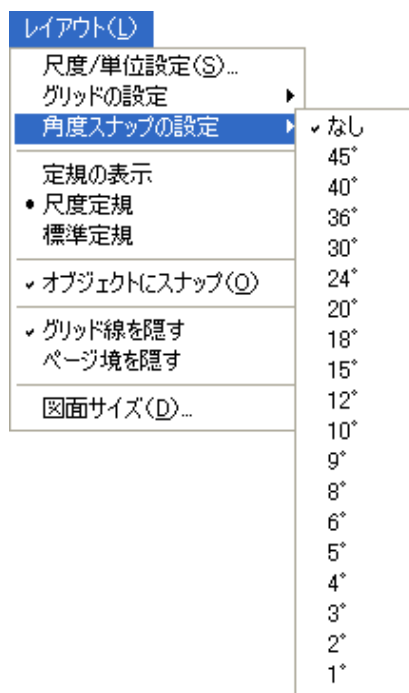 レイアウト(L)
尺度/単位設定(S)...
グリッドの設定
角度スナップの設定
定規の表示
尺度定規
標準定規
オブジェクトにスナップ(O)
グリッド線を隠す
ページ境を隠す
図面サイズ(D)...
なし
45°
40°
36°
30°
24°
20°
18°
15°
12°
10°
9°
8°
6°
5°
4°
3°
2°
1°